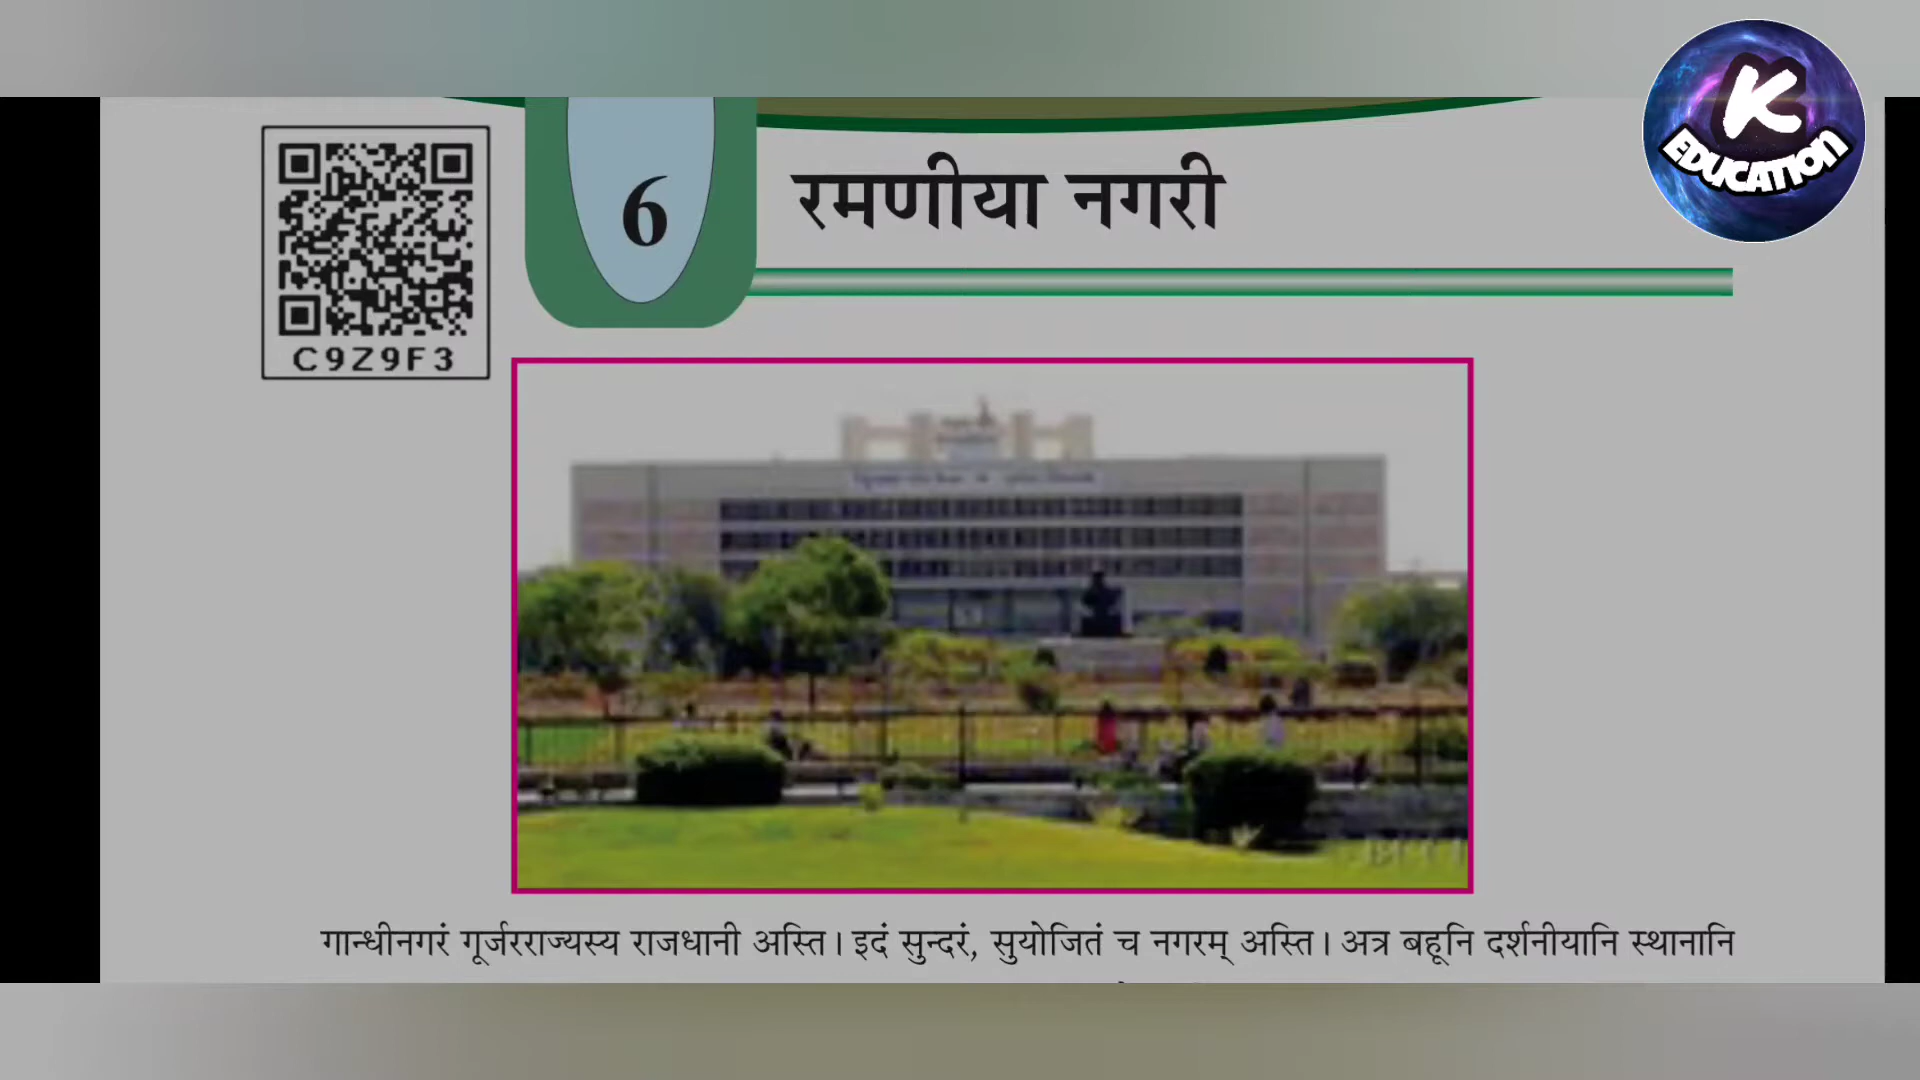 K
EDUCATION
6
रमणीया नगरी
C9Z9F3
गान्धीनगरं गूर्जरराज्यस्य राजधानी अस्ति। इदं सुन्दरं, सुयोजितं च नगरम् अस्ति। अत्र बहूनि दर्शनीयानि स्थानानि